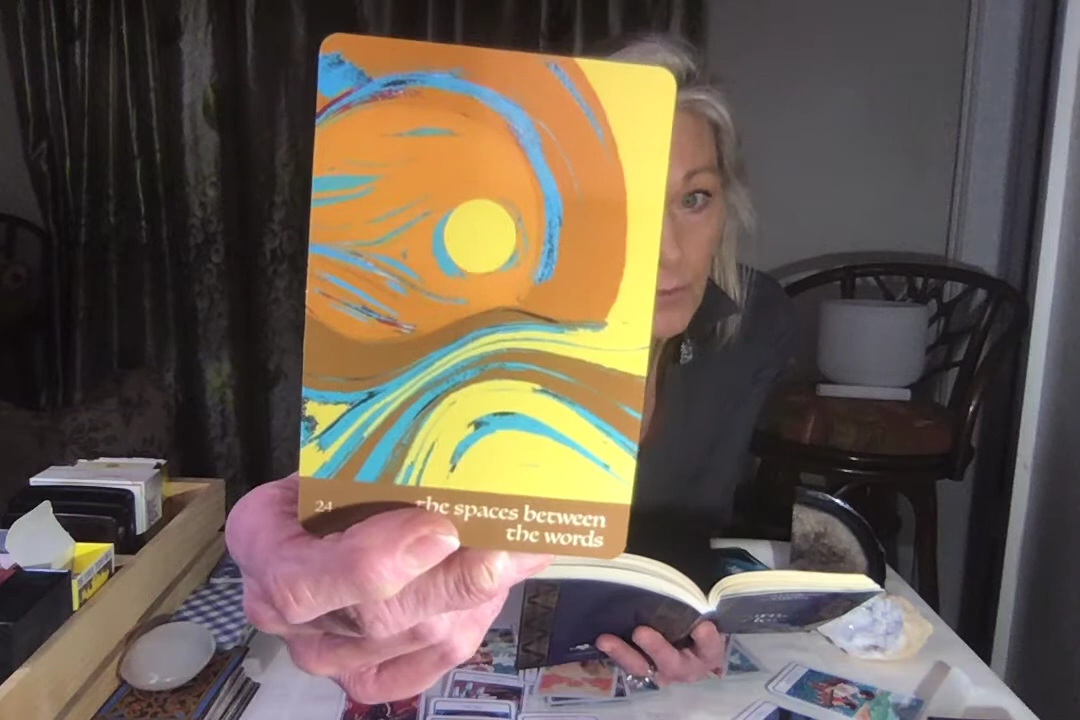 24
the spaces between
the words